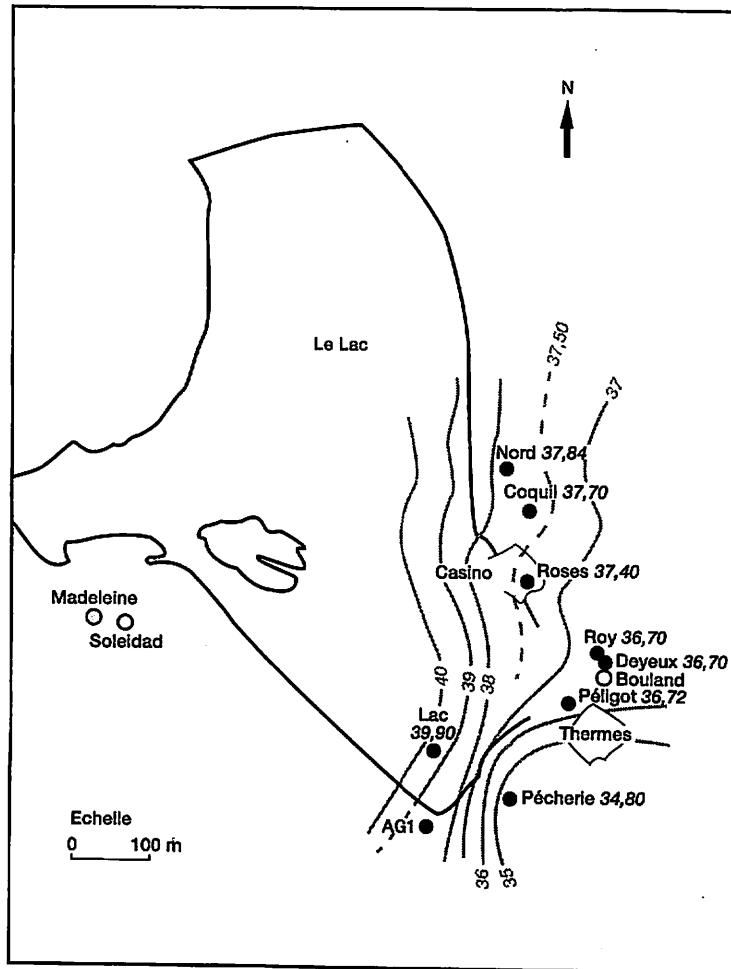 N
Le Lac
37,50
37
Nord 37,84
Coquil 37,70
Casino
Roses 37,40
Madeleine
Soleidad
Roy 36,70
Deyeux 36,70
Bouland
40
39
38
Péligot 36,72
Lac
39,90
Thermes
Pécherie 34,80
Echelle
0 100 m
AG1
36
35